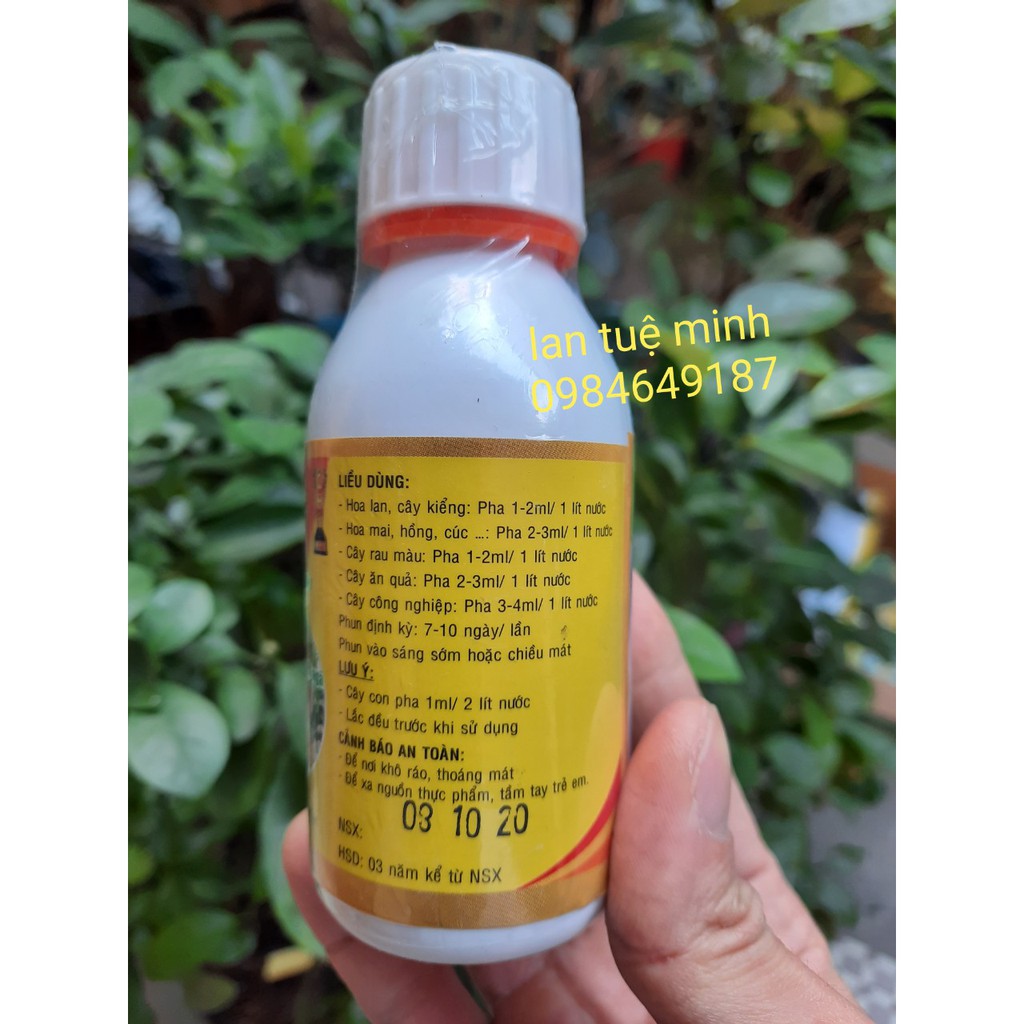 lan tuệ minh
0984649187
LIỀU DÙNG:
- Hoa lan, cây kiểng: Pha 1-2ml/ 1 lít nước
- Hoa mai, hồng, cúc ...: Pha 2-3ml/ 1 lít nước
- Cây rau màu: Pha 1-2ml/ 1 lít nước
- Cây ăn quả: Pha 2-3ml/ 1 lít nước
- Cây công nghiệp: Pha 3-4ml/ 1 lít nước
Phun định kỳ: 7-10 ngày/ lần
Phun vào sáng sớm hoặc chiều mát
LƯU Ý:
- Cây con pha 1ml/ 2 lít nước
- Lắc đều trước khi sử dụng
CẢNH BÁO AN TOÀN:
- Để nơi khô ráo, thoáng mát
- Để xa nguồn thực phẩm, tầm tay trẻ em.
NSX: 03 10 20
HSD: 03 năm kể từ NSX